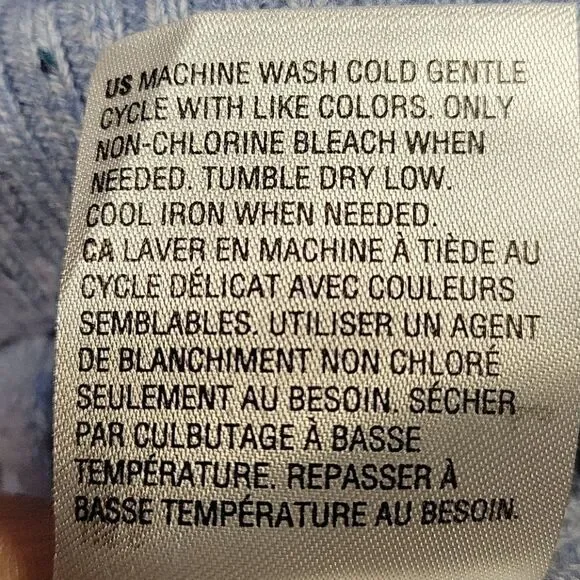 US MACHINE WASH COLD GENTLE
CYCLE WITH LIKE COLORS. ONLY
NON-CHLORINE BLEACH WHEN
NEEDED. TUMBLE DRY LOW.
COOL IRON WHEN NEEDED.
CA LAVER EN MACHINE À TIÈDE AU
CYCLE DÉLICAT AVEC COULEURS
SEMBLABLES. UTILISER UN AGENT
DE BLANCHIMENT NON CHLORÉ
SEULEMENT AU BESOIN. SÉCHER
PAR CULBUTAGE À BASSE
TEMPÉRATURE. REPASSER À
BASSE TEMPÉRATURE AU BESOIN.